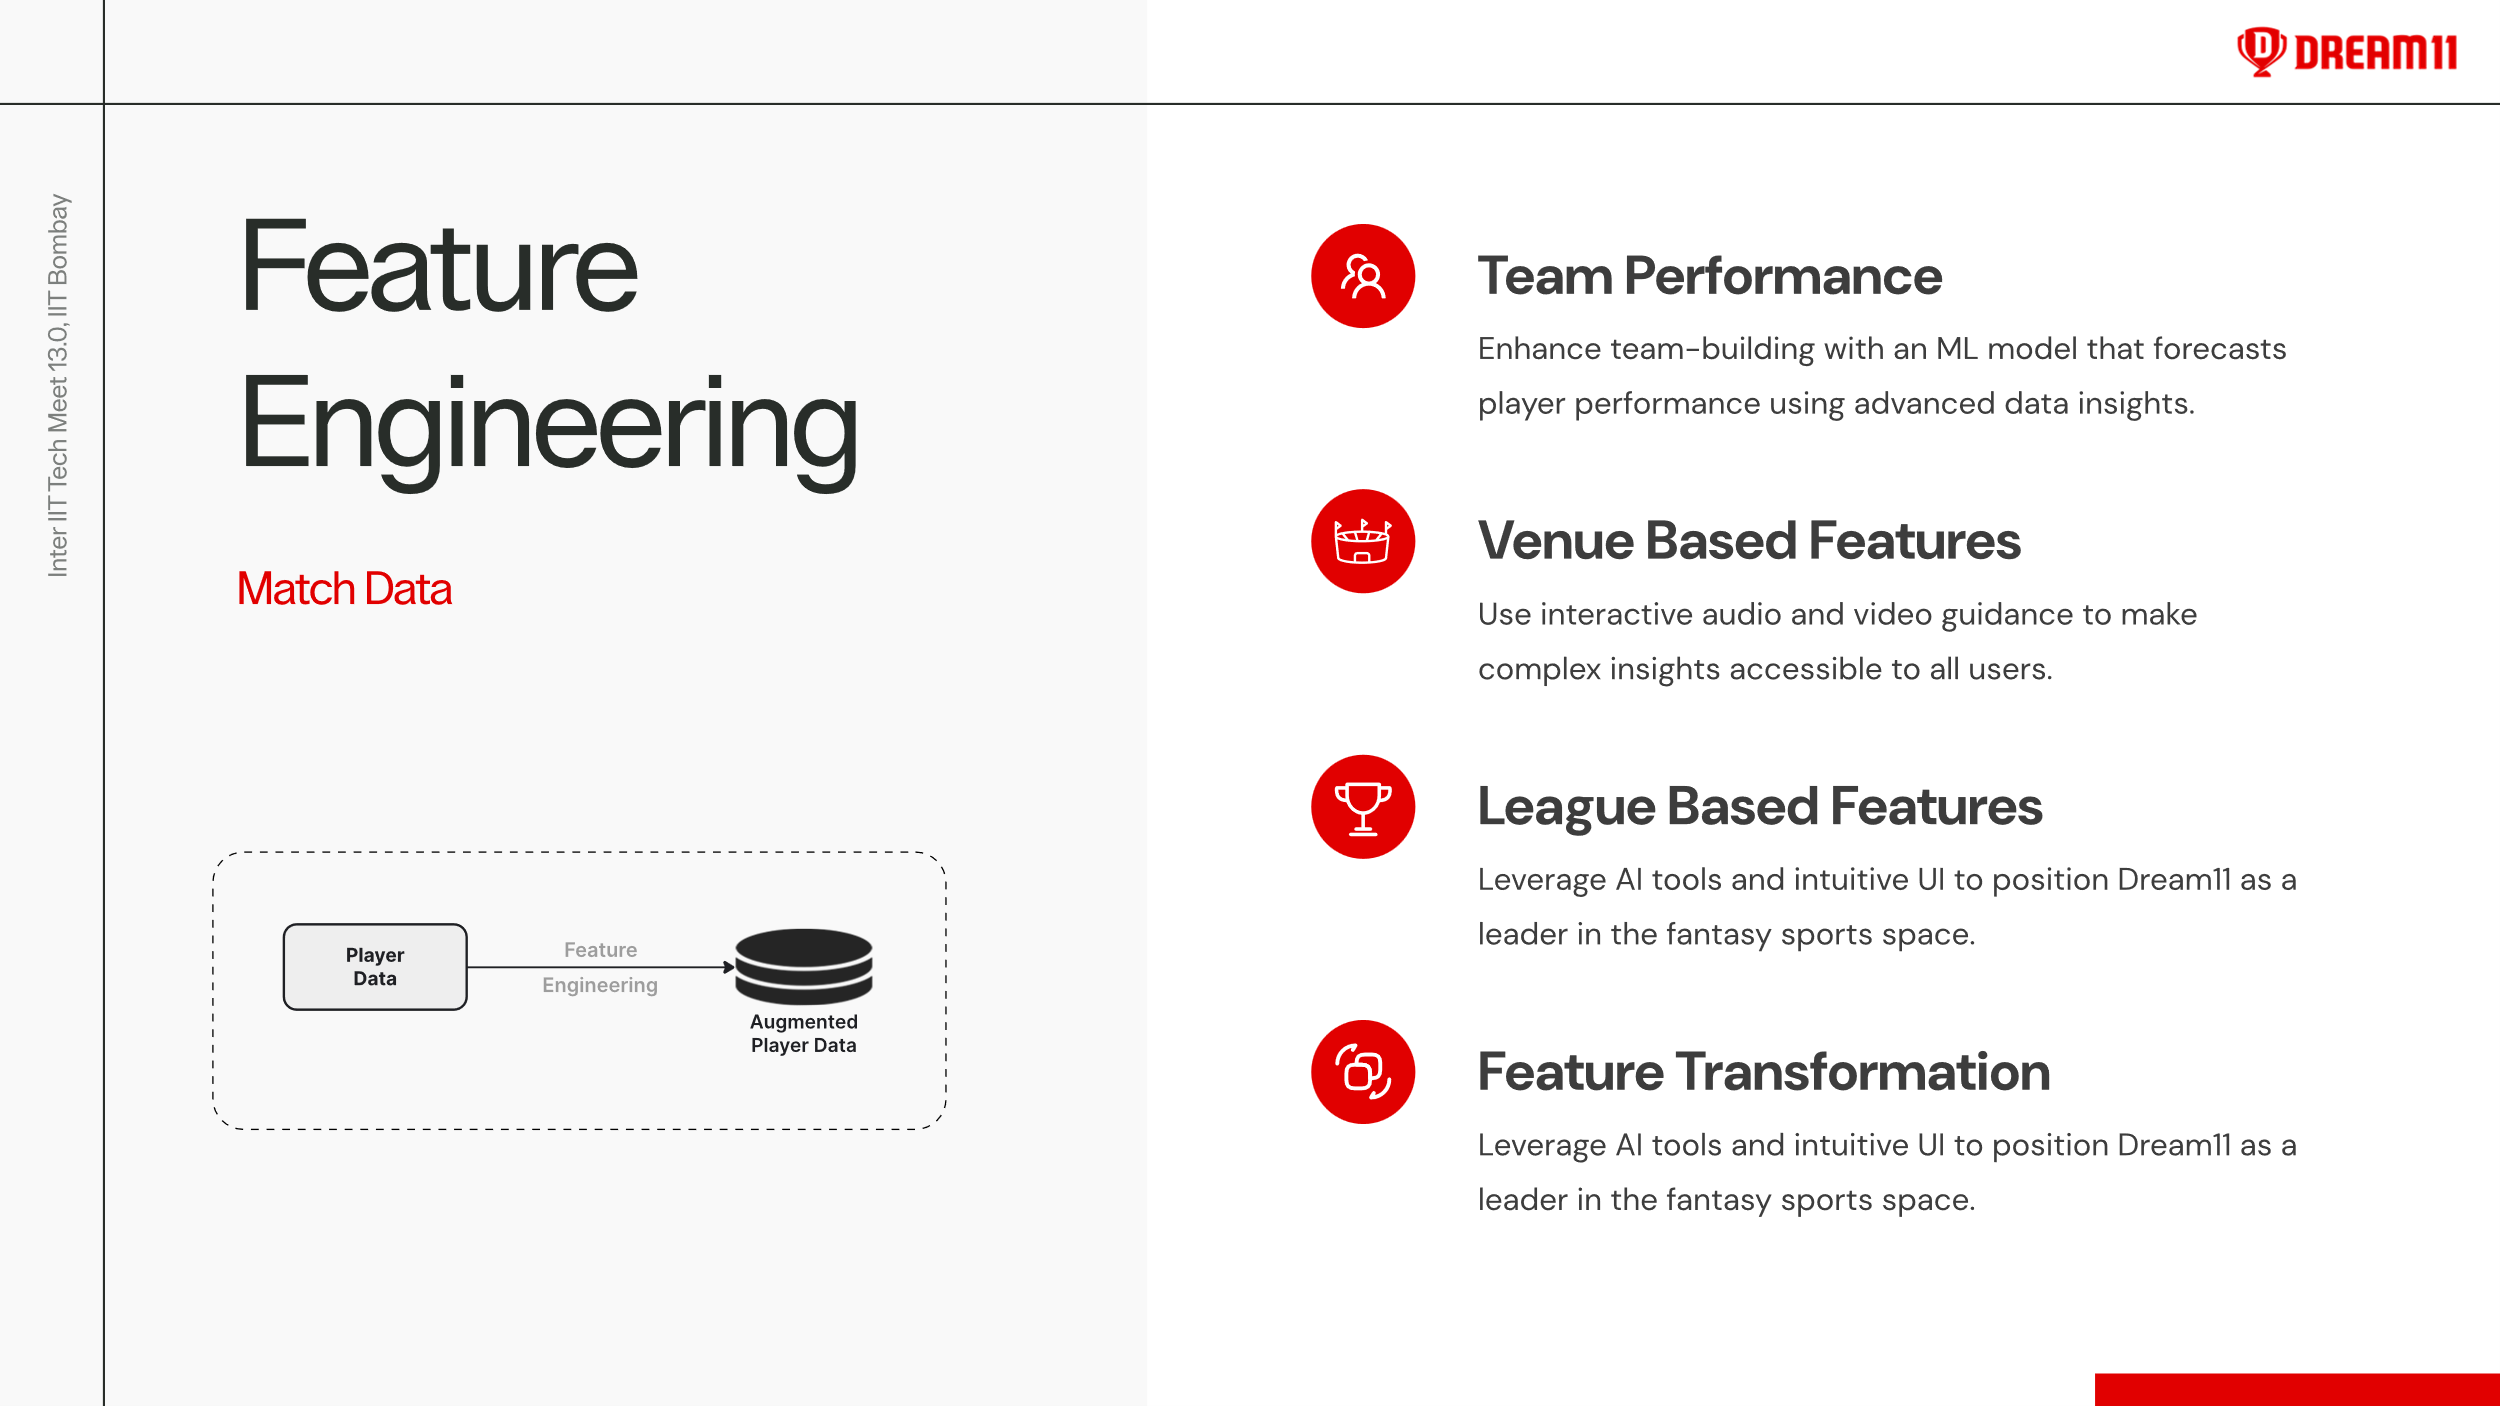 DREAM11
Inter IIT Tech Meet 13.0, IIT Bombay
Feature
Engineering
Match Data
Player
Data
Feature
Engineering
Augmented
Player Data
Team Performance
Enhance team-building with an ML model that forecasts
player performance using advanced data insights.
Venue Based Features
Use interactive audio and video guidance to make
complex insights accessible to all users.
League Based Features
Leverage AI tools and intuitive UI to position Dream11 as a
leader in the fantasy sports space.
Feature Transformation
Leverage AI tools and intuitive UI to position Dream11 as a
leader in the fantasy sports space.